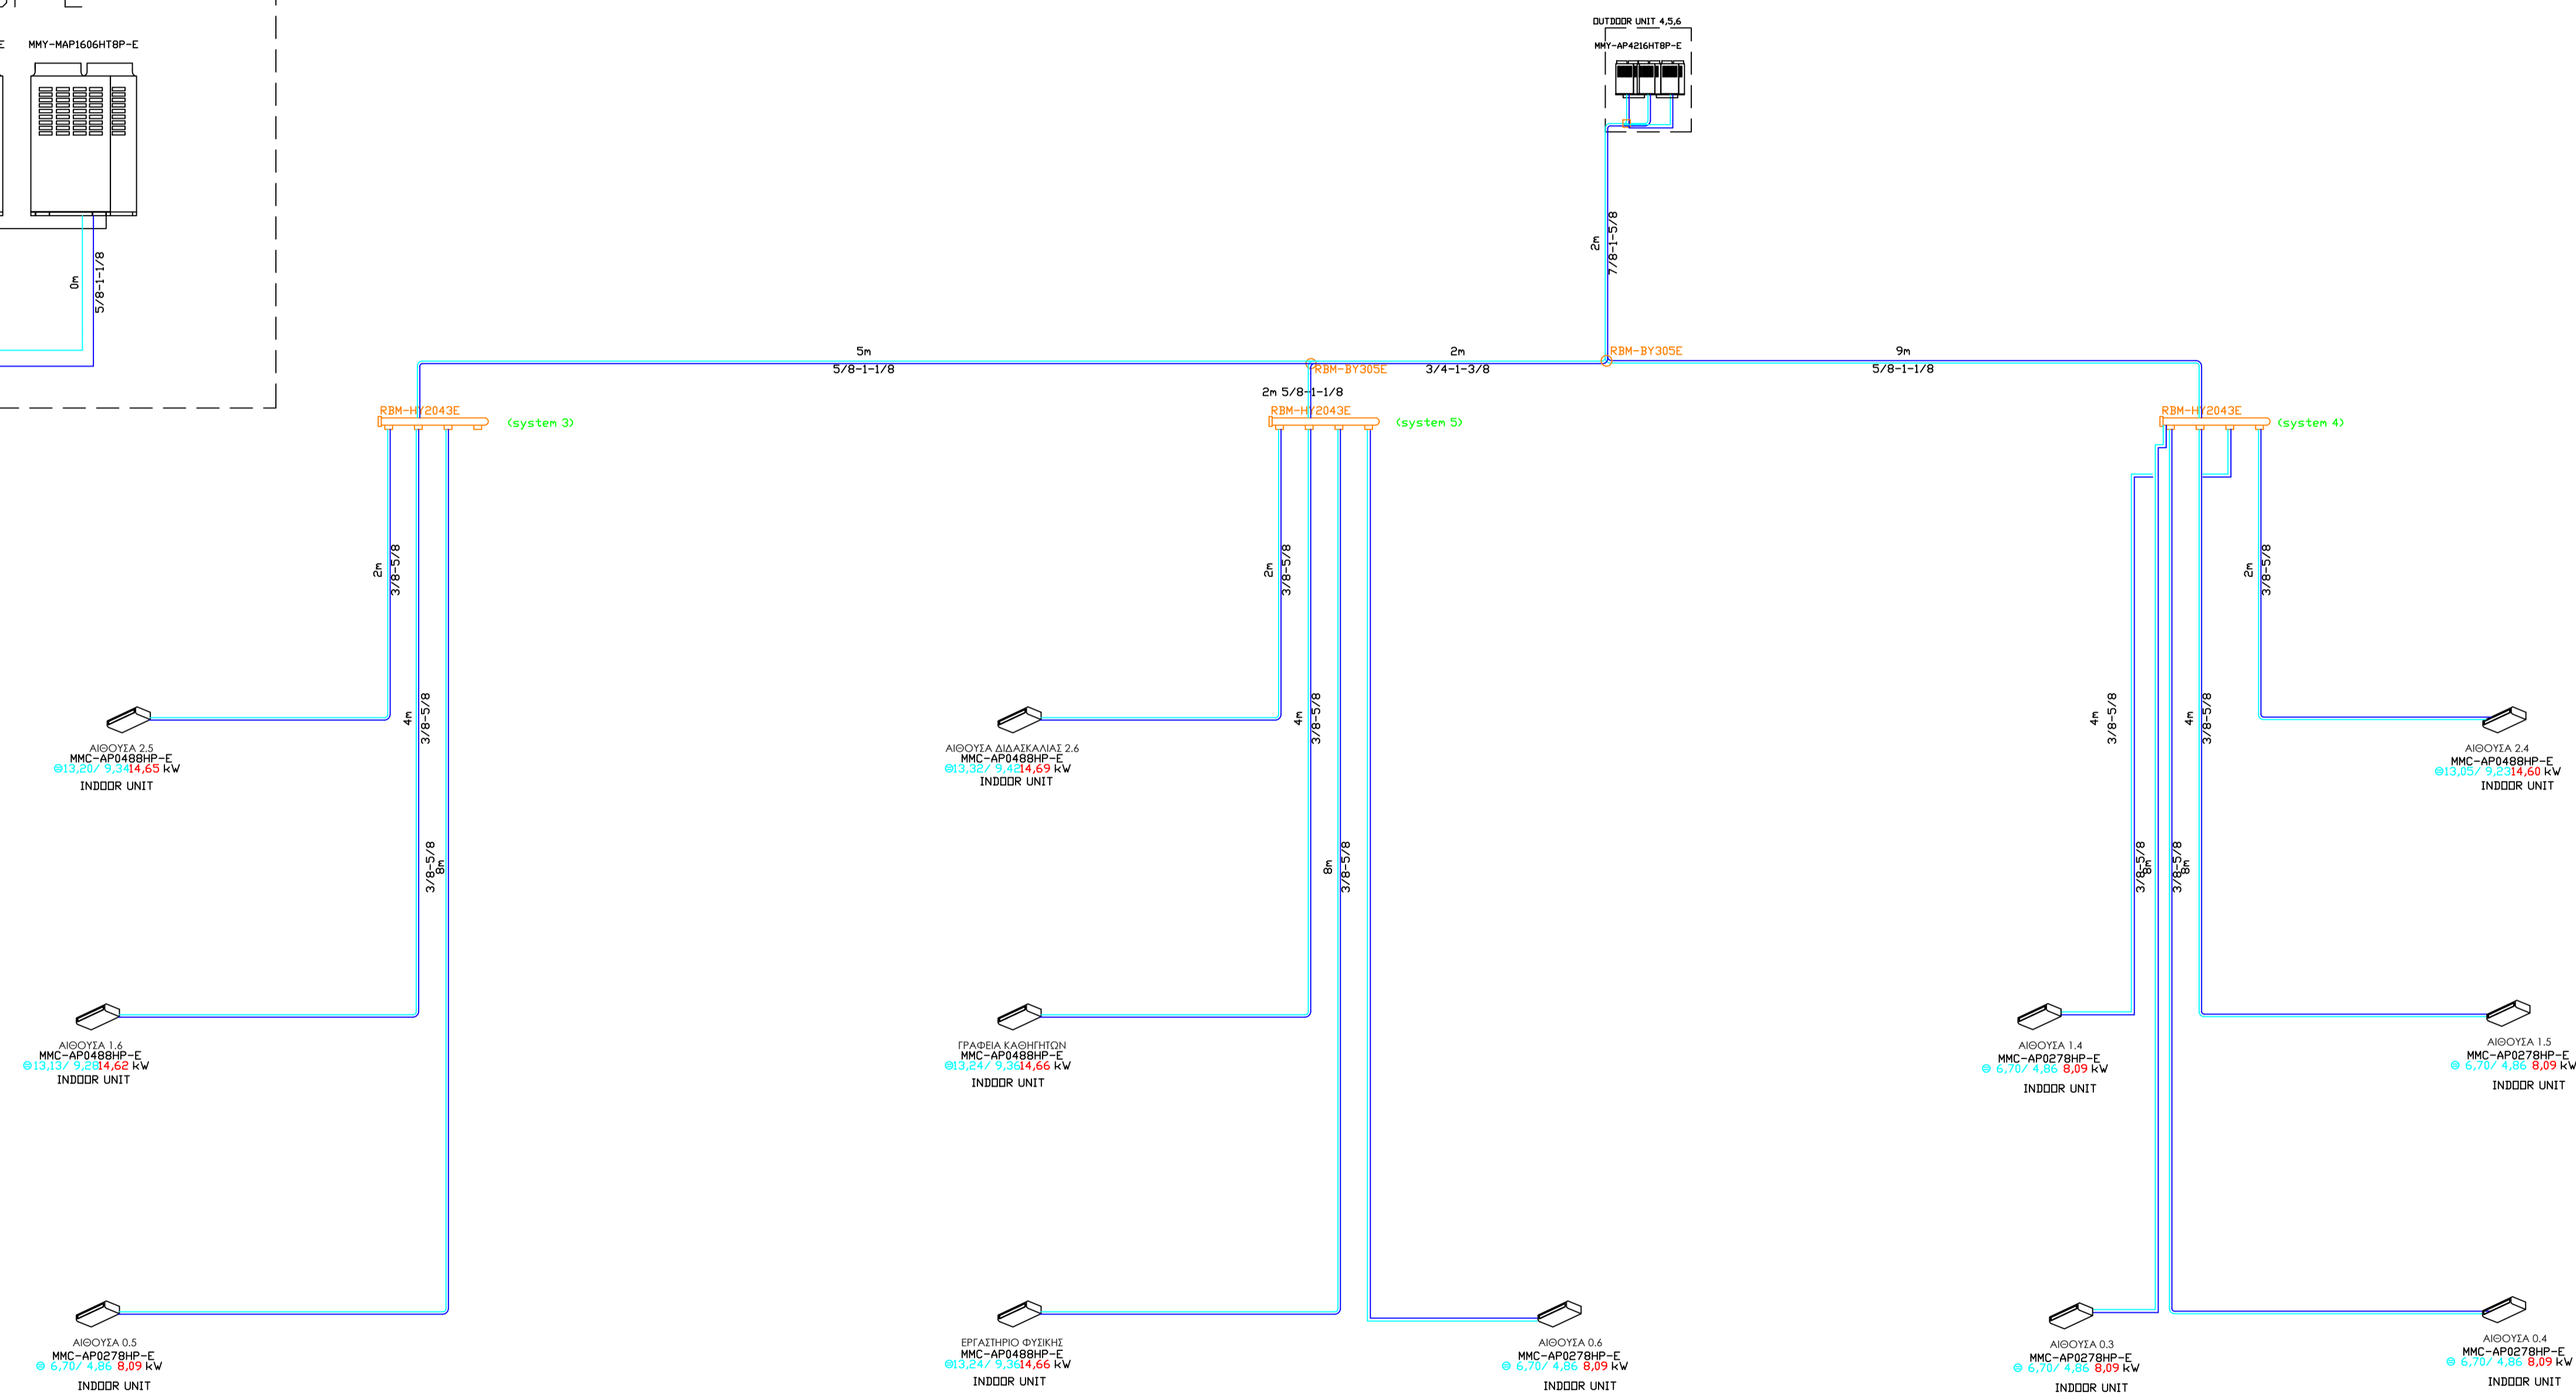 MMY-MAP1606HT8P-E
0m
5/8-1-1/8
OUTDOOR UNIT 4,5,6
MMY-AP4216HT8P-E
2m
7/8-1-5/8
5m
5/8-1-1/8
2m
3/4-1-3/8
RBM-BY305E
RBM-BY305E
9m
5/8-1-1/8
2m 5/8-1-1/8
RBM-HY2043E
(system 3)
RBM-HY2043E
(system 5)
RBM-HY2043E
(system 4)
2m
3/8-5/8
2m
3/8-5/8
2m
3/8-5/8
4m
3/8-5/8
4m
3/8-5/8
4m
3/8-5/8
4m
3/8-5/8
3/8-5/8
8m
8m
3/8-5/8
3/8-5/8
8m
3/8-5/8
8m
ΑΙΘΟΥΣΑ 2.5
MMC-AP0488HP-E
13,20/ 9,34 14,65 kW
INDOOR UNIT
ΑΙΘΟΥΣΑ ΔΙΔΑΣΚΑΛΙΑΣ 2.6
MMC-AP0488HP-E
13,32/ 9,42 14,69 kW
INDOOR UNIT
ΑΙΘΟΥΣΑ 2.4
MMC-AP0488HP-E
13,05/ 9,23 14,60 kW
INDOOR UNIT
ΑΙΘΟΥΣΑ 1.6
MMC-AP0488HP-E
13,13/ 9,28 14,62 kW
INDOOR UNIT
ΓΡΑΦΕΙΑ ΚΑΘΗΓΗΤΩΝ
MMC-AP0488HP-E
13,24/ 9,36 14,66 kW
INDOOR UNIT
ΑΙΘΟΥΣΑ 1.4
MMC-AP0278HP-E
6,70/ 4,86 8,09 kW
INDOOR UNIT
ΑΙΘΟΥΣΑ 1.5
MMC-AP0278HP-E
6,70/ 4,86 8,09 kW
INDOOR UNIT
ΑΙΘΟΥΣΑ 0.5
MMC-AP0278HP-E
6,70/ 4,86 8,09 kW
INDOOR UNIT
ΕΡΓΑΣΤΗΡΙΟ ΦΥΣΙΚΗΣ
MMC-AP0488HP-E
13,24/ 9,36 14,66 kW
INDOOR UNIT
ΑΙΘΟΥΣΑ 0.6
MMC-AP0278HP-E
6,70/ 4,86 8,09 kW
INDOOR UNIT
ΑΙΘΟΥΣΑ 0.3
MMC-AP0278HP-E
6,70/ 4,86 8,09 kW
INDOOR UNIT
ΑΙΘΟΥΣΑ 0.4
MMC-AP0278HP-E
6,70/ 4,86 8,09 kW
INDOOR UNIT